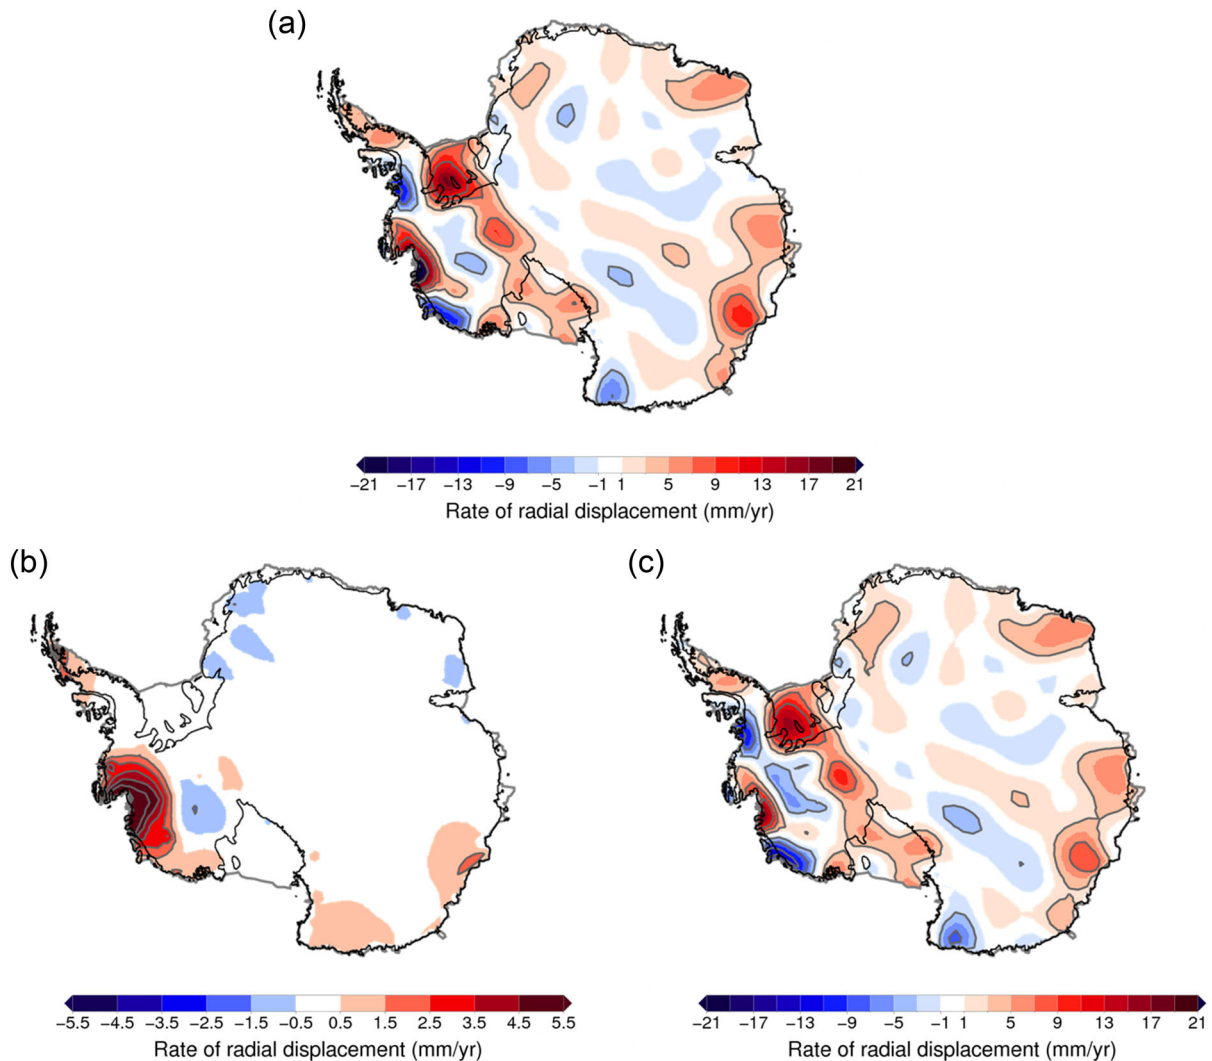 (a)
−21 −17 −13 −9 −5 −1 1 5 9 13 17 21
Rate of radial displacement (mm/yr)
(b)
(c)
−5.5 −4.5 −3.5 −2.5 −1.5 −0.5 0.5 1.5 2.5 3.5 4.5 5.5
Rate of radial displacement (mm/yr)
−21 −17 −13 −9 −5 −1 1 5 9 13 17 21
Rate of radial displacement (mm/yr)